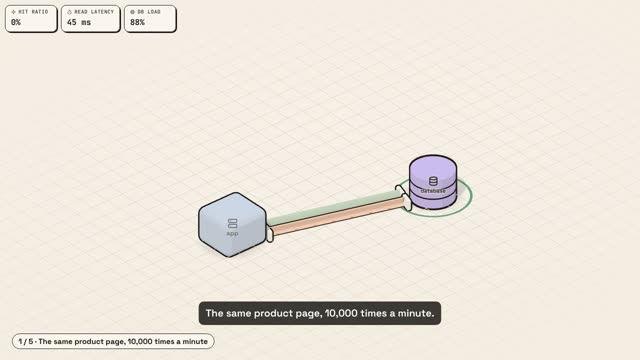 HIT RATIO
0%
READ LATENCY
45 ms
DB LOAD
88%
database
app
The same product page, 10,000 times a minute.
1 / 5 · The same product page, 10,000 times a minute